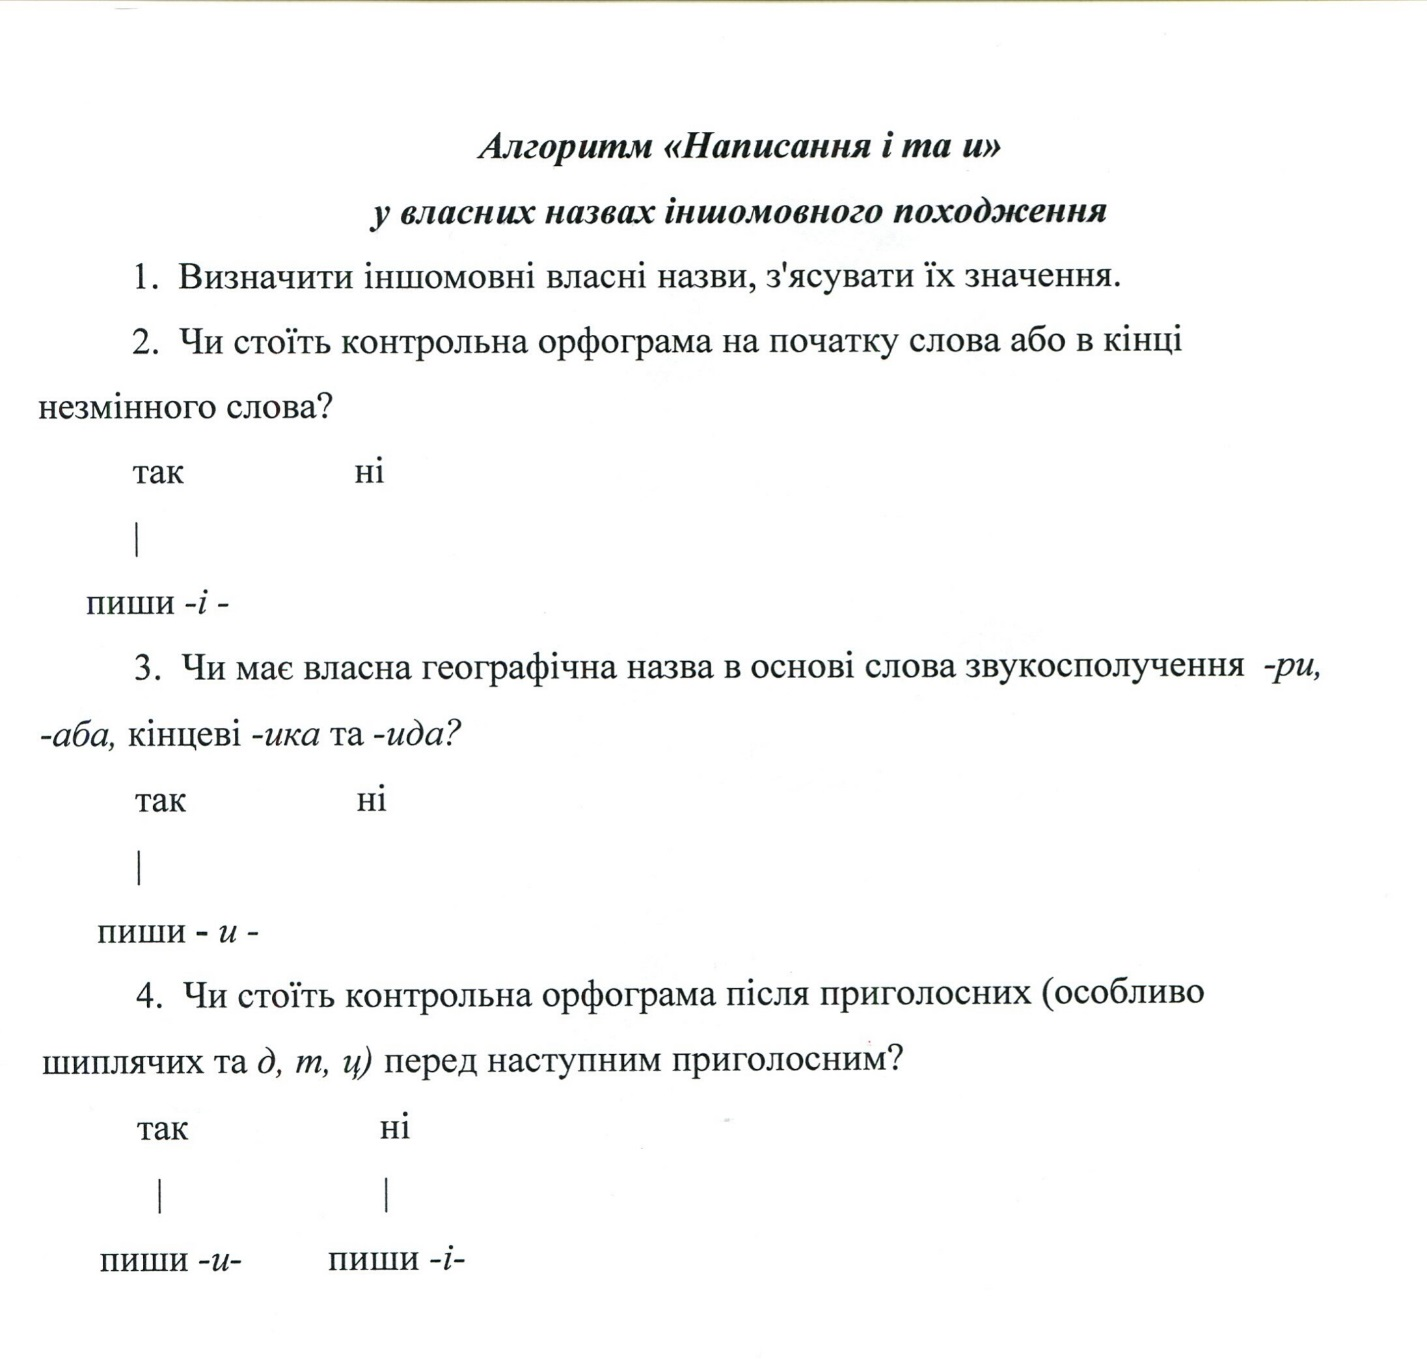 Алгоритм «Написання і та и»
у власних назвах іншомовного походження
1. Визначити іншомовні власні назви, з'ясувати їх значення.
2. Чи стоїть контрольна орфограма на початку слова або в кінці
незмінного слова?
так ні
|
пиши -і -
3. Чи має власна географічна назва в основі слова звукосполучення -ри,
-аба, кінцеві -ика та -ида?
так ні
|
пиши - и -
4. Чи стоїть контрольна орфограма після приголосних (особливо
шиплячих та д, т, ц) перед наступним приголосним?
так ні
| |
пиши -и- пиши -і-